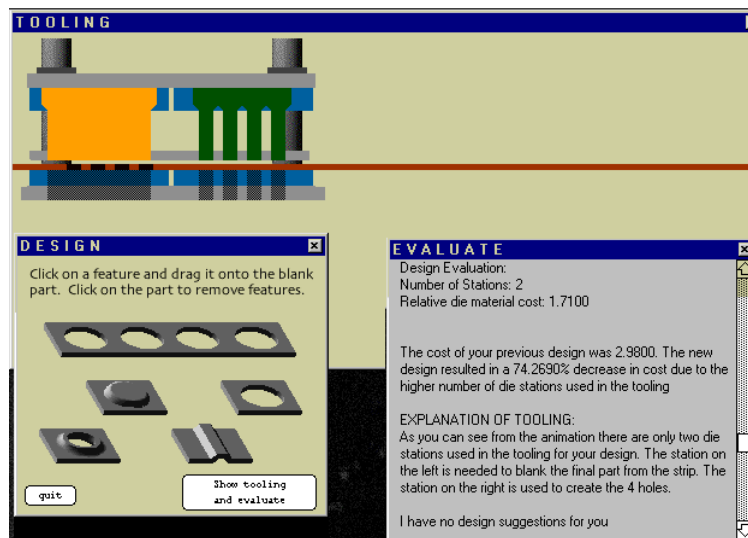 TOOLING
DESIGN
Click on a feature and drag it onto the blank
part. Click on the part to remove features.
quit
Show tooling
and evaluate
EVALUATE
Design Evaluation:
Number of Stations: 2
Relative die material cost: 1.7100
The cost of your previous design was 2.9800. The new
design resulted in a 74.2690% decrease in cost due to the
higher number of die stations used in the tooling
EXPLANATION OF TOOLING:
As you can see from the animation there are only two die
stations used in the tooling for your design. The station on
the left is needed to blank the final part from the strip. The
station on the right is used to create the 4 holes.
I have no design suggestions for you